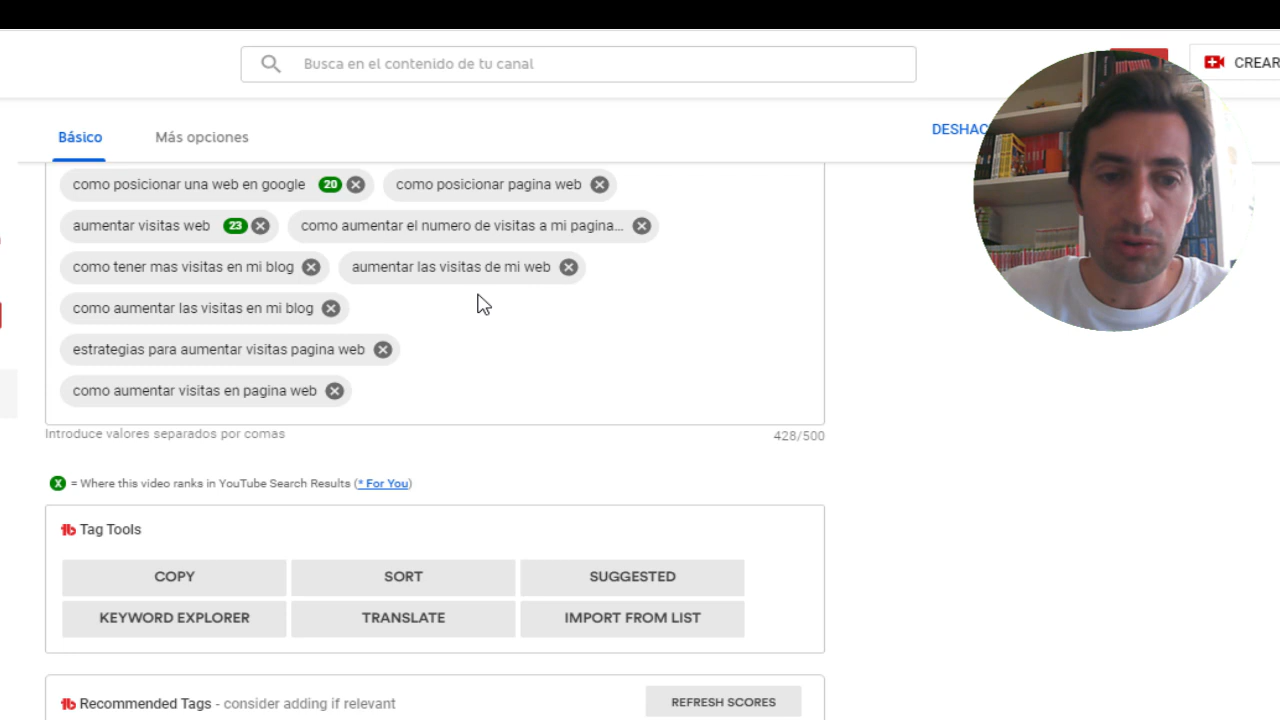 Busca en el contenido de tu canal
CREAR
Básico
Más opciones
DESHAC
como posicionar una web en google 20
como posicionar pagina web
aumentar visitas web 23
como aumentar el numero de visitas a mi pagina...
como tener mas visitas en mi blog
aumentar las visitas de mi web
como aumentar las visitas en mi blog
estrategias para aumentar visitas pagina web
como aumentar visitas en pagina web
Introduce valores separados por comas
428/500
X = Where this video ranks in YouTube Search Results (* For You)
Tag Tools
COPY
SORT
SUGGESTED
KEYWORD EXPLORER
TRANSLATE
IMPORT FROM LIST
Recommended Tags - consider adding if relevant
REFRESH SCORES